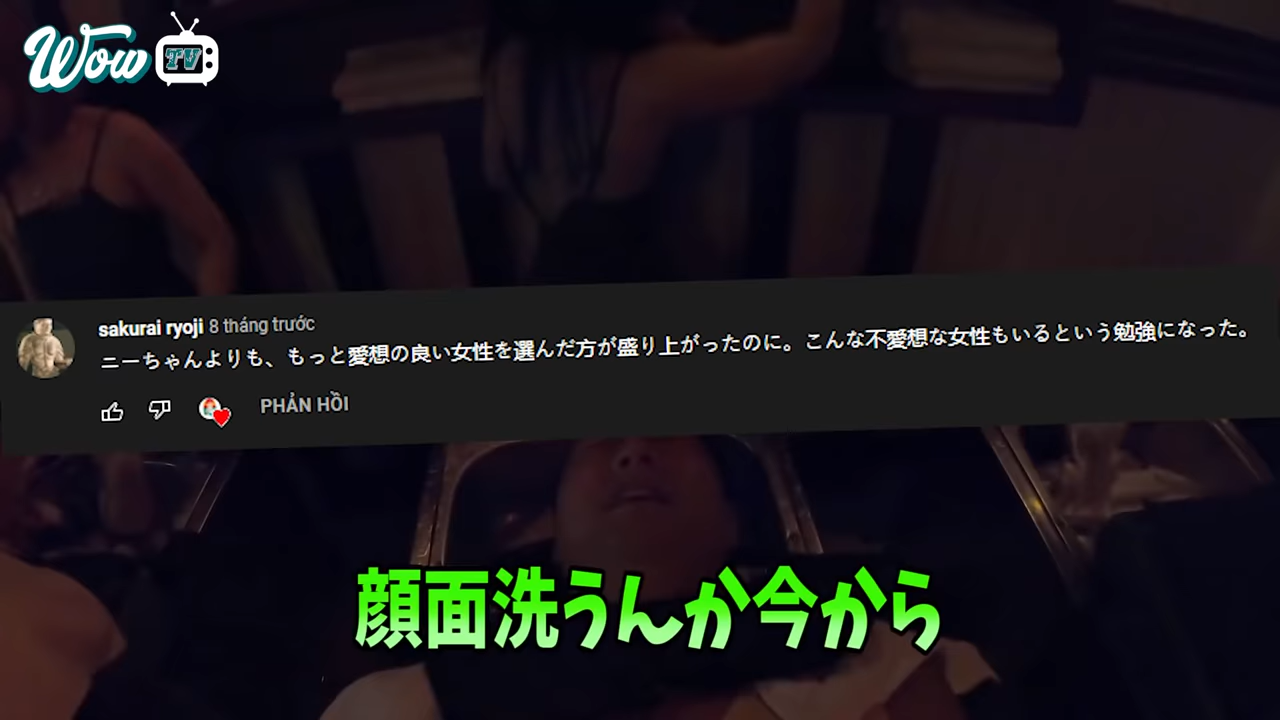 Wow TV
sakurai ryoji 8 tháng trước
ニーちゃんよりも、もっと愛想の良い女性を選んだ方が盛り上がったのに。こんな不愛想な女性もいるという勉強になった。
PHẢN HỒI
顔面洗うんか今から